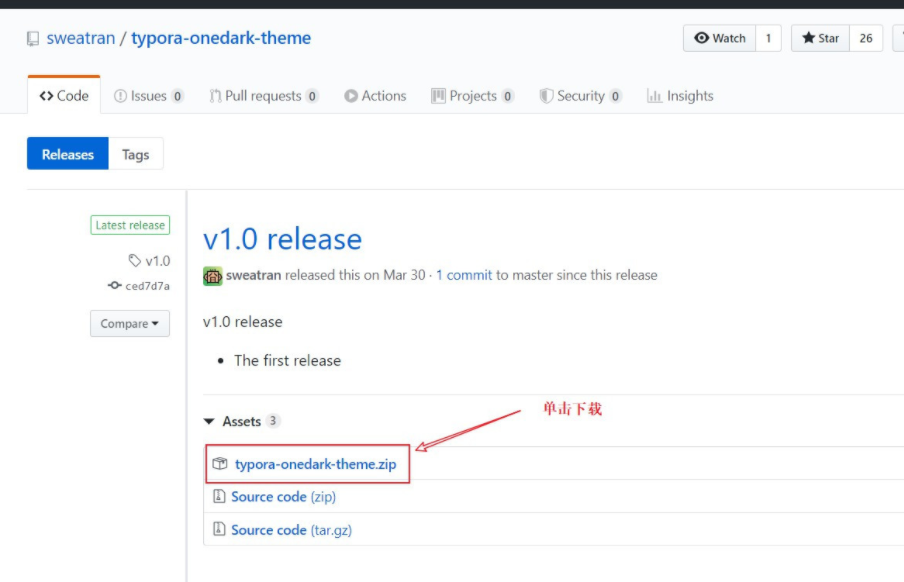 sweatran / typora-onedark-theme
Watch 1 Star 26
Code Issues 0 Pull requests 0 Actions Projects 0 Security 0 Insights
Releases Tags
Latest release
v1.0
ced7d7a
Compare
v1.0 release
sweatran released this on Mar 30 · 1 commit to master since this release
v1.0 release
• The first release
单击下载
Assets 3
typora-onedark-theme.zip
Source code (zip)
Source code (tar.gz)